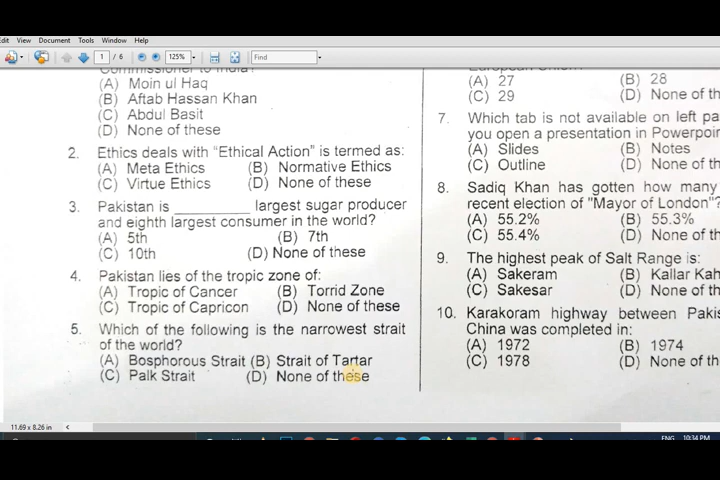 dit View Document Tools Window Help
1 / 6 125% Find
Commissioner to India?
(A) Moin ul Haq
(B) Aftab Hassan Khan
(C) Abdul Basit
(D) None of these
2. Ethics deals with “Ethical Action” is termed as:
(A) Meta Ethics (B) Normative Ethics
(C) Virtue Ethics (D) None of these
3. Pakistan is __________ largest sugar producer
and eighth largest consumer in the world?
(A) 5th (B) 7th
(C) 10th (D) None of these
4. Pakistan lies of the tropic zone of:
(A) Tropic of Cancer (B) Torrid Zone
(C) Tropic of Capricon (D) None of these
5. Which of the following is the narrowest strait
of the world?
(A) Bosphorous Strait (B) Strait of Tartar
(C) Palk Strait (D) None of these
European Union?
(A) 27 (B) 28
(C) 29 (D) None of th
7. Which tab is not available on left pa
you open a presentation in Powerpoin
(A) Slides (B) Notes
(C) Outline (D) None of th
8. Sadiq Khan has gotten how many
recent election of "Mayor of London"?
(A) 55.2% (B) 55.3%
(C) 55.4% (D) None of th
9. The highest peak of Salt Range is:
(A) Sakeram (B) Kallar Kah
(C) Sakesar (D) None of th
10. Karakoram highway between Pakis
China was completed in:
(A) 1972 (B) 1974
(C) 1978 (D) None of th
11.69 x 8.26 in
ENG 10:34 PM